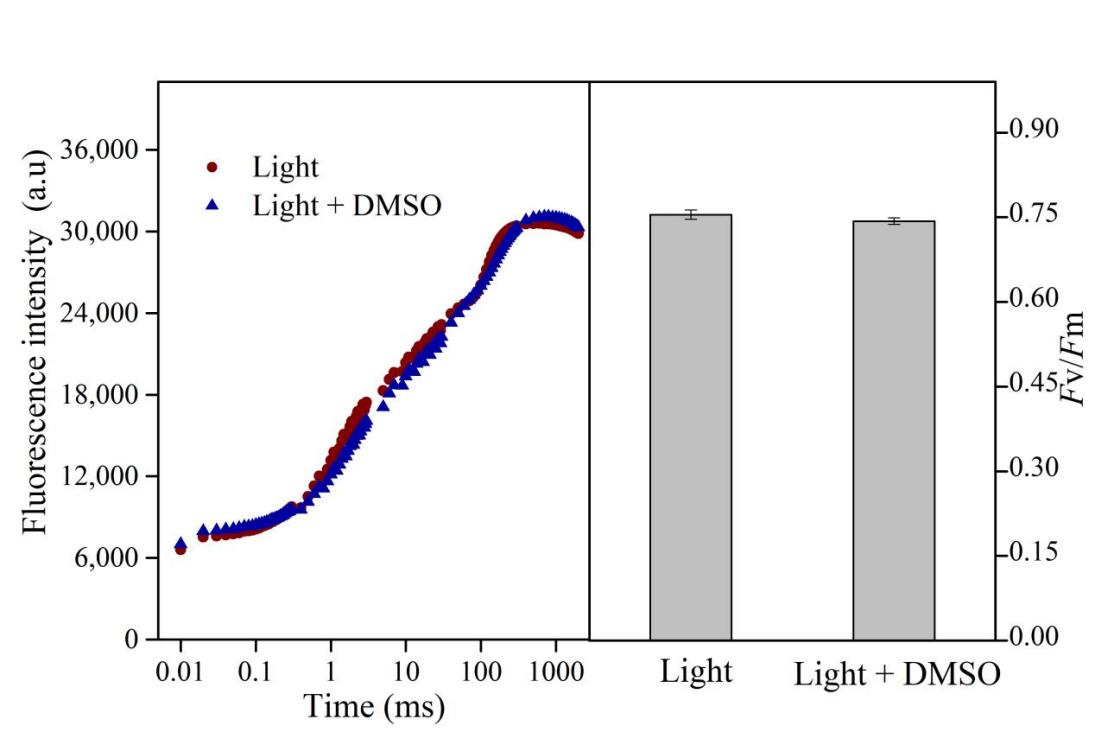 Fluorescence intensity (a.u)
36,000
30,000
24,000
18,000
12,000
6,000
0
Light
Light + DMSO
0.01 0.1 1 10 100 1000
Time (ms)
0.90
0.75
0.60
0.45
0.30
0.15
0.00
Fv/Fm
Light Light + DMSO